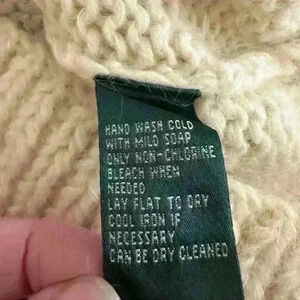 HAND WASH COLD
WITH MILD SOAP
ONLY NON-CHLORINE
BLEACH WHEN
NEEDED
LAY FLAT TO DRY
COOL IRON IF
NECESSARY
CAN BE DRY CLEANED